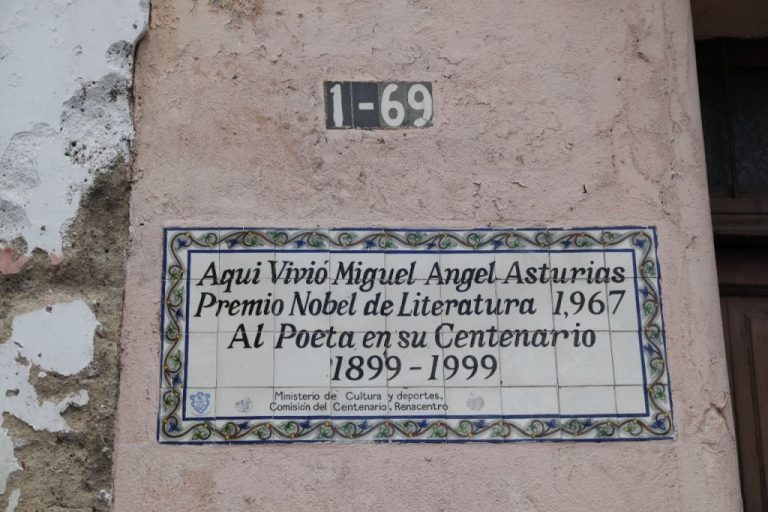 1-69
Aqui Vivió Miguel Angel Asturias
Premio Nobel de Literatura 1,967
Al Poeta en su Centenario
1899-1999
Ministerio de Cultura y deportes,
Comisión del Centenario, Renacentro